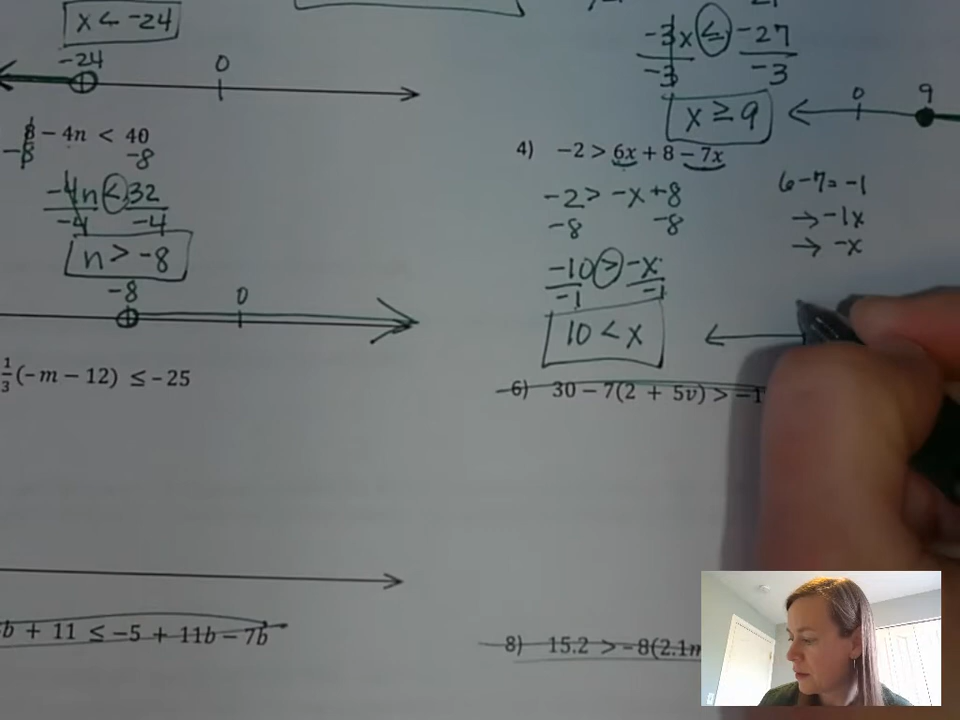 x < -24
-24 0
8 - 4n < 40
-8 -8
-4n < 32
-4 -4
n > -8
-8 0
1/3(-m - 12) ≤ -25
b + 11 ≤ -5 + 11b - 7b
-3x ≤ -27
-3 -3
x ≥ 9
0 9
4) -2 > 6x + 8 - 7x
-2 > -x + 8
-8 -8
-10 > -x
-1 -1
10 < x
6 - 7 = -1
→ -1x
→ -x
6) 30 - 7(2 + 5v) > -1
8) 15.2 > -8(2.1n